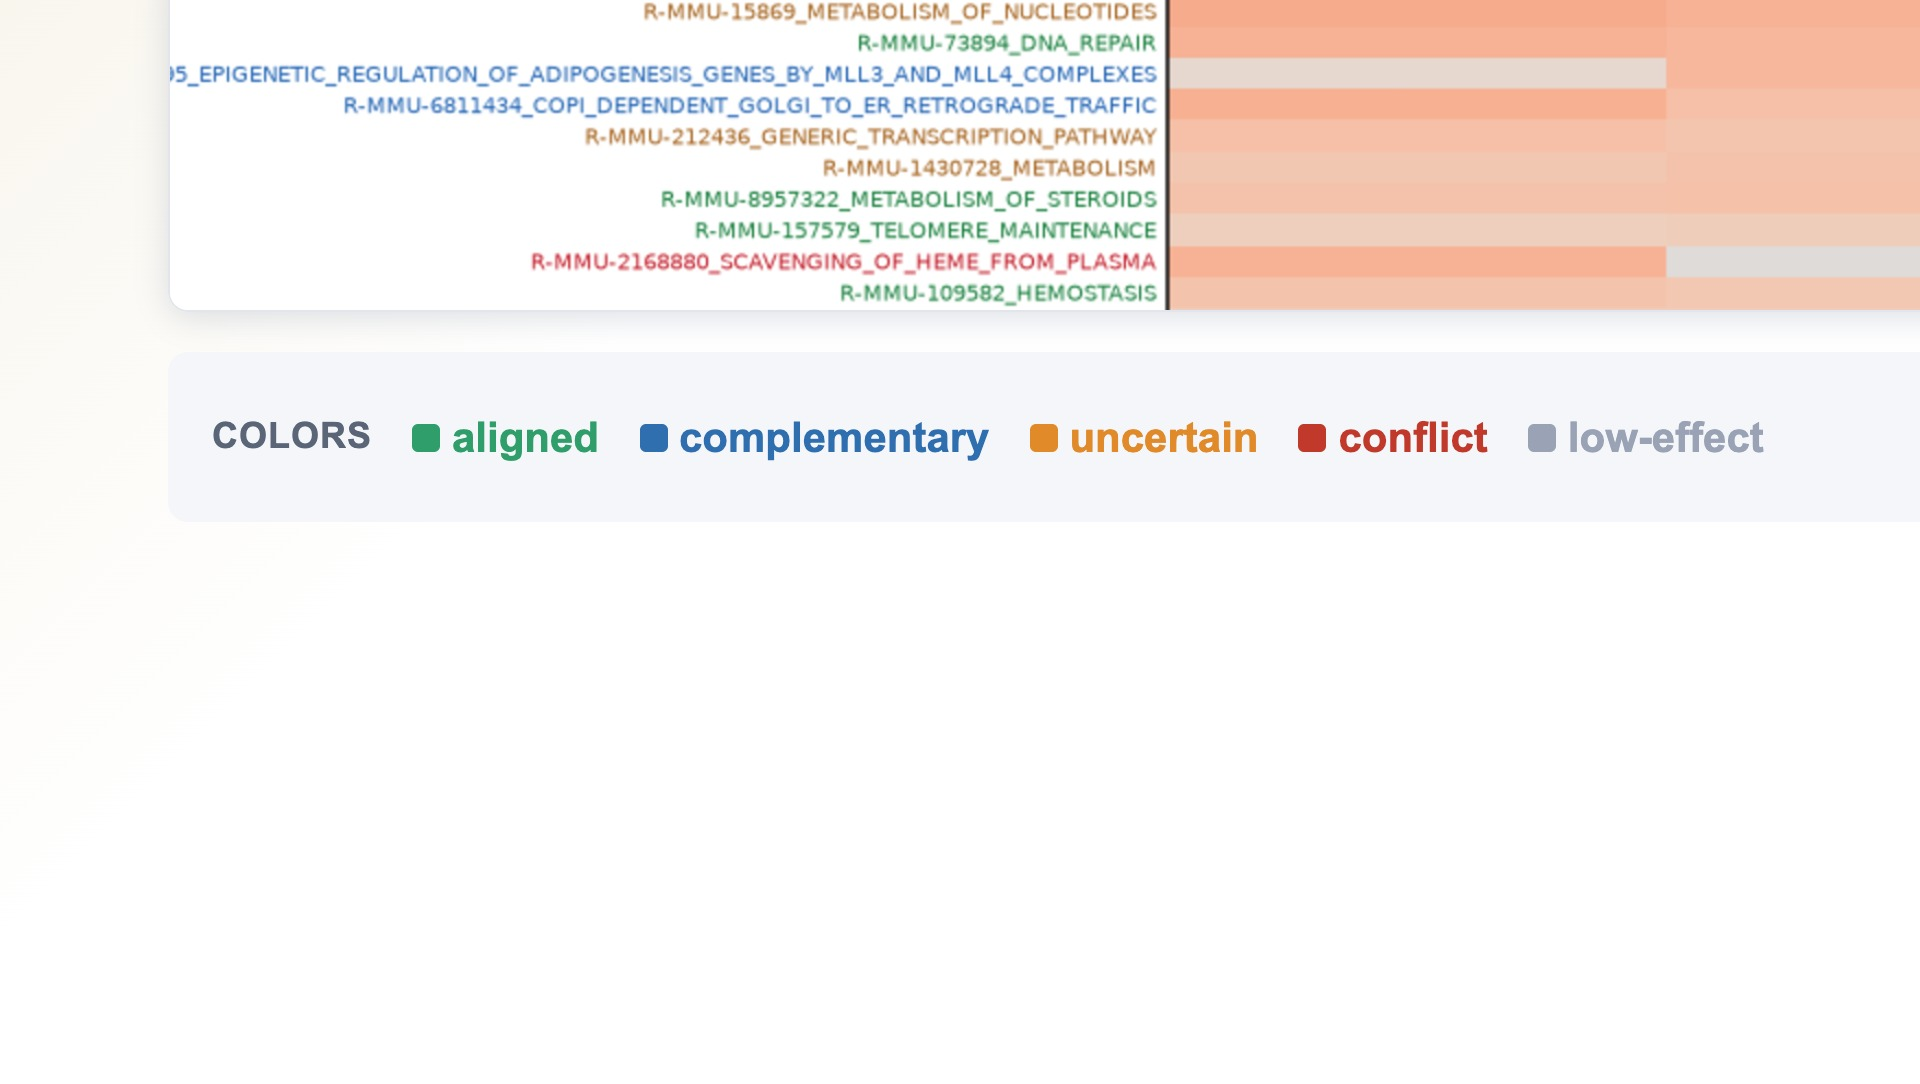 R-MMU-15869_METABOLISM_OF_NUCLEOTIDES
R-MMU-73894_DNA_REPAIR
95_EPIGENETIC_REGULATION_OF_ADIPOGENESIS_GENES_BY_MLL3_AND_MLL4_COMPLEXES
R-MMU-6811434_COPI_DEPENDENT_GOLGI_TO_ER_RETROGRADE_TRAFFIC
R-MMU-212436_GENERIC_TRANSCRIPTION_PATHWAY
R-MMU-1430728_METABOLISM
R-MMU-8957322_METABOLISM_OF_STEROIDS
R-MMU-157579_TELOMERE_MAINTENANCE
R-MMU-2168880_SCAVENGING_OF_HEME_FROM_PLASMA
R-MMU-109582_HEMOSTASIS
COLORS aligned complementary uncertain conflict low-effect